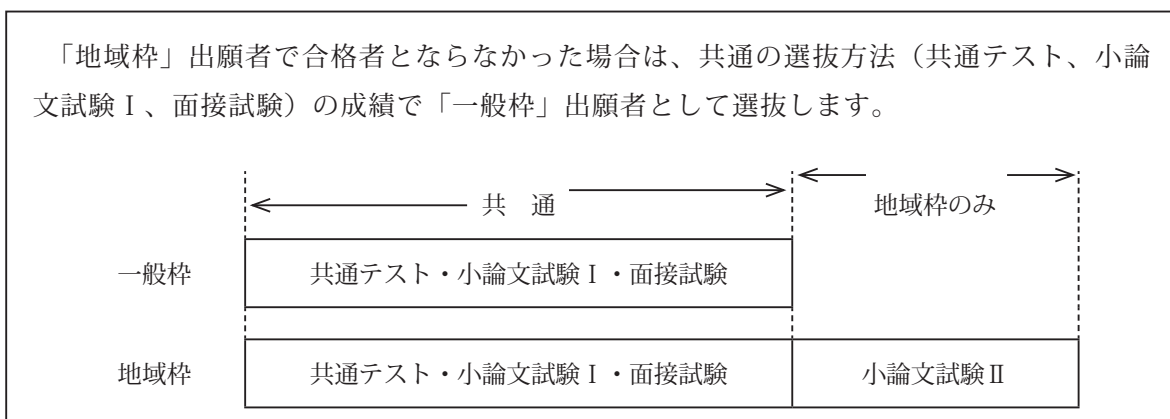 「地域枠」出願者で合格者とならなかった場合は、共通の選抜方法（共通テスト、小論
文試験Ⅰ、面接試験）の成績で「一般枠」出願者として選抜します。
共　通
地域枠のみ
一般枠
共通テスト・小論文試験Ⅰ・面接試験
地域枠
共通テスト・小論文試験Ⅰ・面接試験
小論文試験Ⅱ